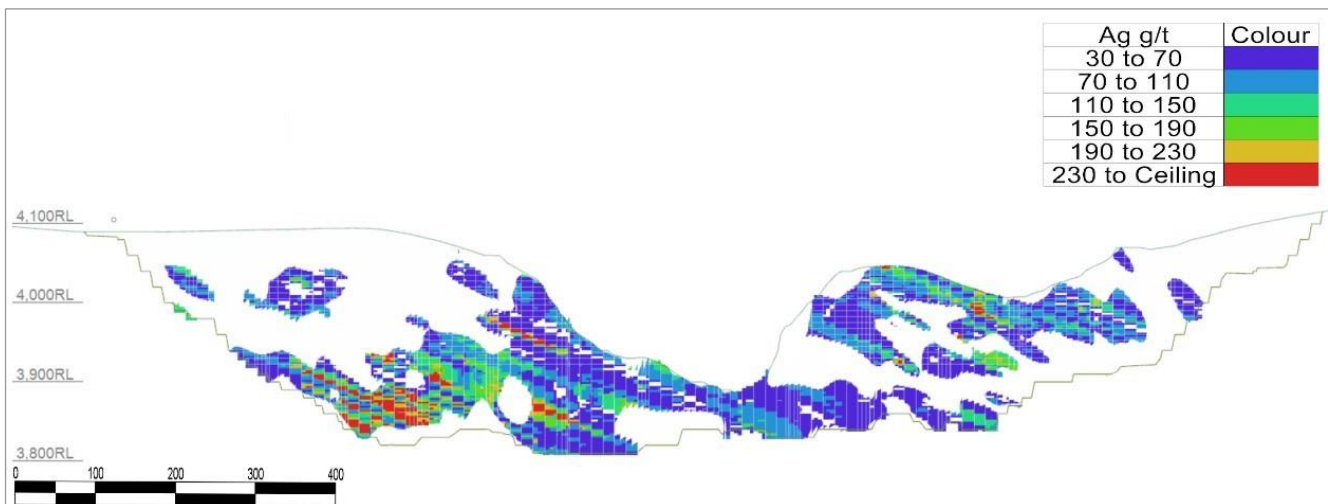 Ag g/t Colour
30 to 70
70 to 110
110 to 150
150 to 190
190 to 230
230 to Ceiling
4,100RL
4,000RL
3,900RL
3,800RL
0 100 200 300 400